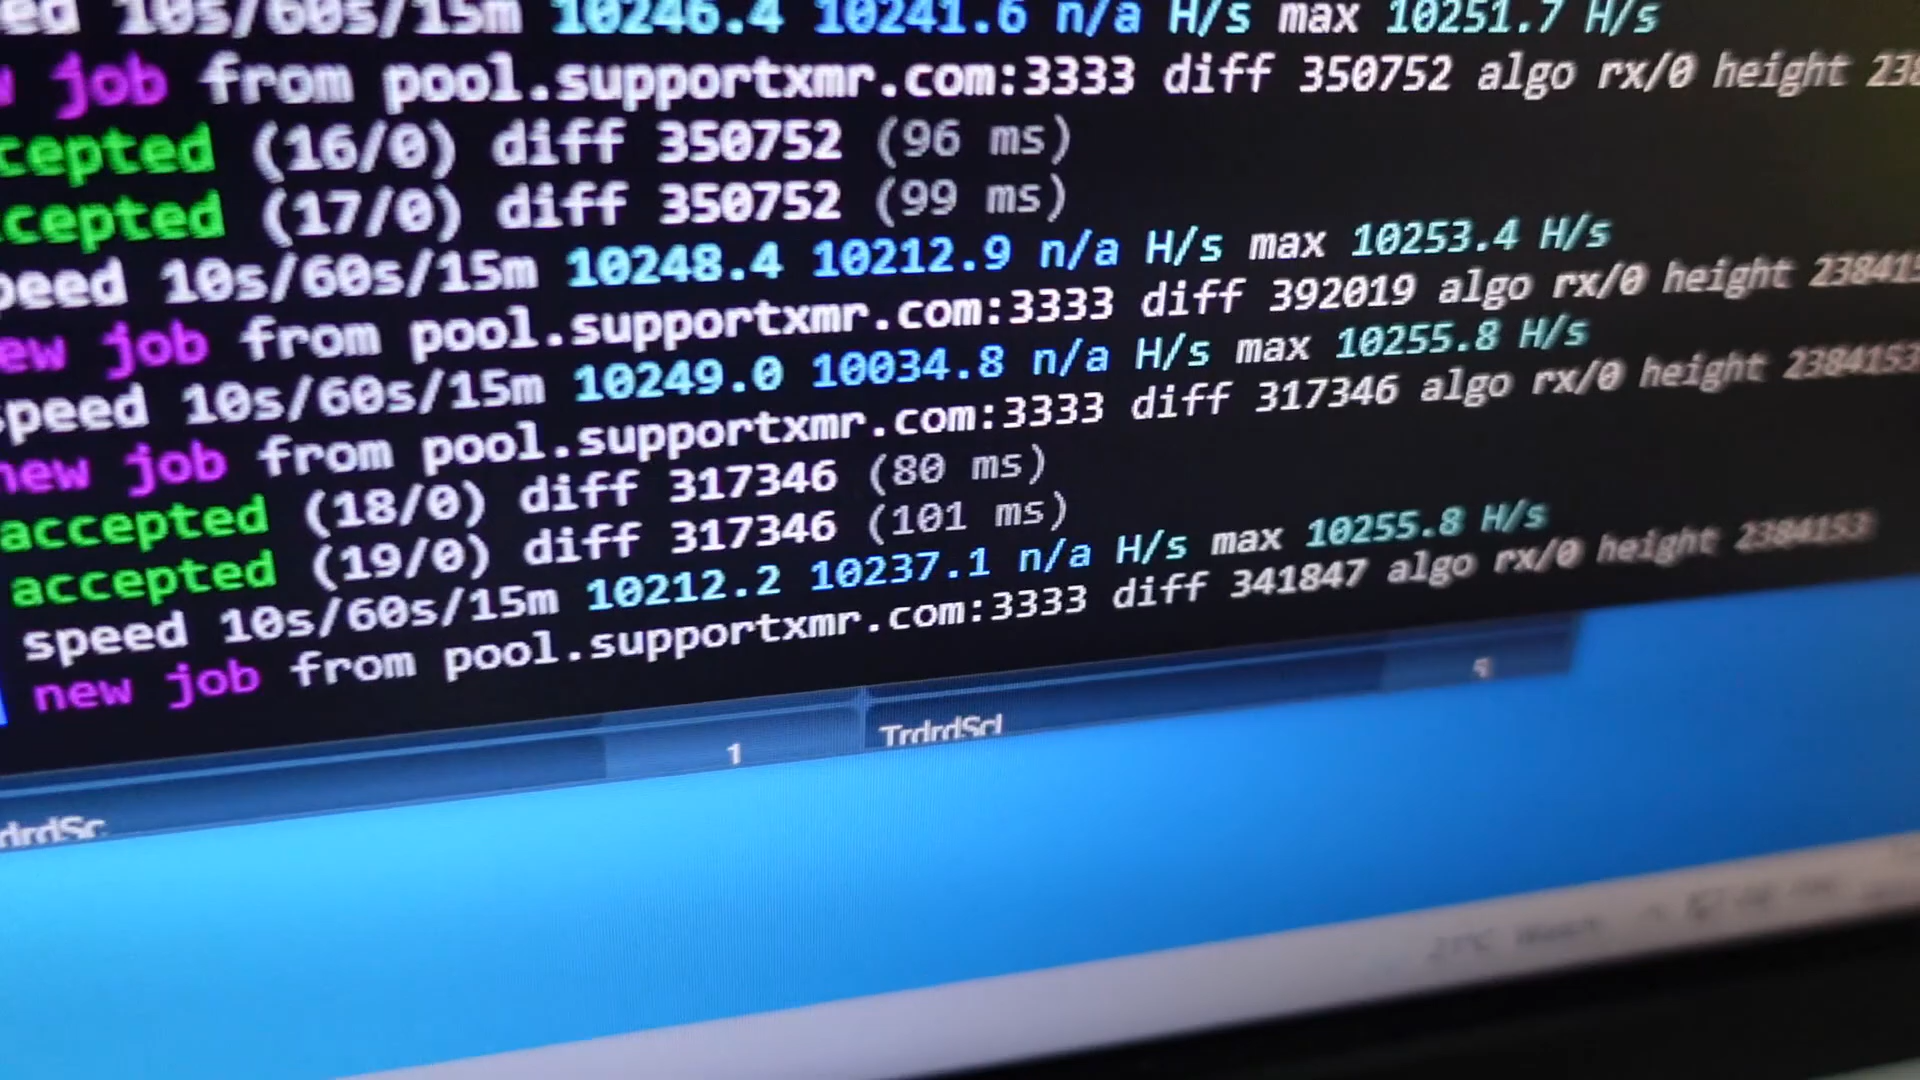 ed 10s/60s/15m 10246.4 10241.6 n/a H/s max 10251.7 H/s
w job from pool.supportxmr.com:3333 diff 350752 algo rx/0 height 238
cepted (16/0) diff 350752 (96 ms)
cepted (17/0) diff 350752 (99 ms)
peed 10s/60s/15m 10248.4 10212.9 n/a H/s max 10253.4 H/s
ew job from pool.supportxmr.com:3333 diff 392019 algo rx/0 height 238415
speed 10s/60s/15m 10249.0 10034.8 n/a H/s max 10255.8 H/s
new job from pool.supportxmr.com:3333 diff 317346 algo rx/0 height 2384153
accepted (18/0) diff 317346 (80 ms)
accepted (19/0) diff 317346 (101 ms)
speed 10s/60s/15m 10212.2 10237.1 n/a H/s max 10255.8 H/s
new job from pool.supportxmr.com:3333 diff 341847 algo rx/0 height 2384153
1